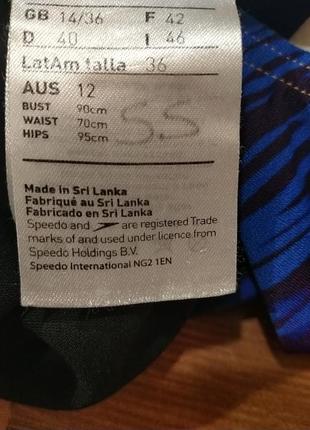 GB 14/36 F 42
D 40 I 46
LatAm talla 36
AUS 12
BUST 90cm
WAIST 70cm
HIPS 95cm
SS
Made in Sri Lanka
Fabriqué au Sri Lanka
Fabricado en Sri Lanka
Speedo and are registered Trade
marks of and used under licence from
Speedo Holdings B.V.
Speedo International NG2 1EN